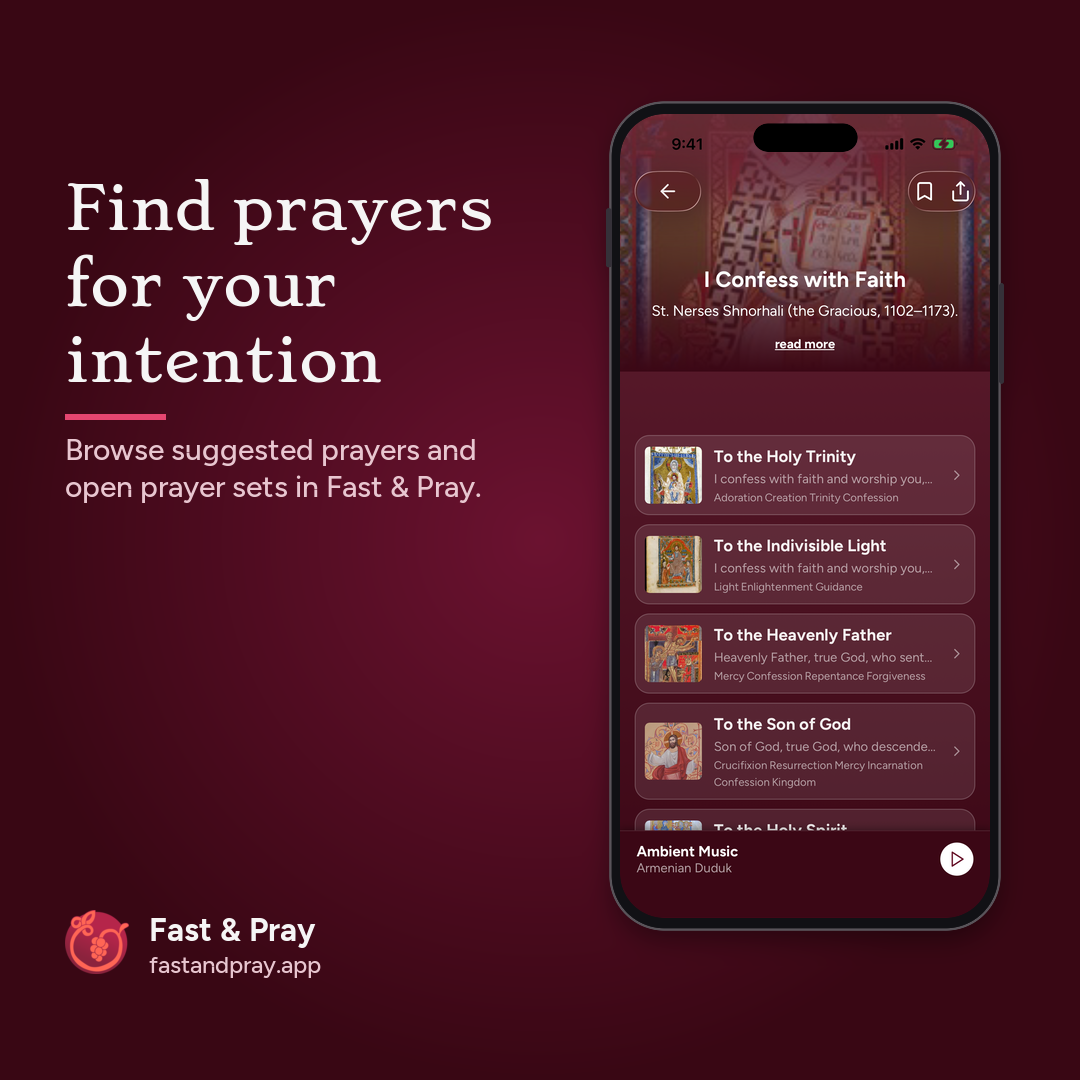 Find prayers
for your
intention
Browse suggested prayers and
open prayer sets in Fast & Pray.
Fast & Pray
fastandpray.app
9:41
I Confess with Faith
St. Nerses Shnorhali (the Gracious, 1102–1173).
read more
To the Holy Trinity
I confess with faith and worship you,...
Adoration Creation Trinity Confession
To the Indivisible Light
I confess with faith and worship you,...
Light Enlightenment Guidance
To the Heavenly Father
Heavenly Father, true God, who sent...
Mercy Confession Repentance Forgiveness
To the Son of God
Son of God, true God, who descende...
Crucifixion Resurrection Mercy Incarnation
Confession Kingdom
To the Holy Spirit
Ambient Music
Armenian Duduk